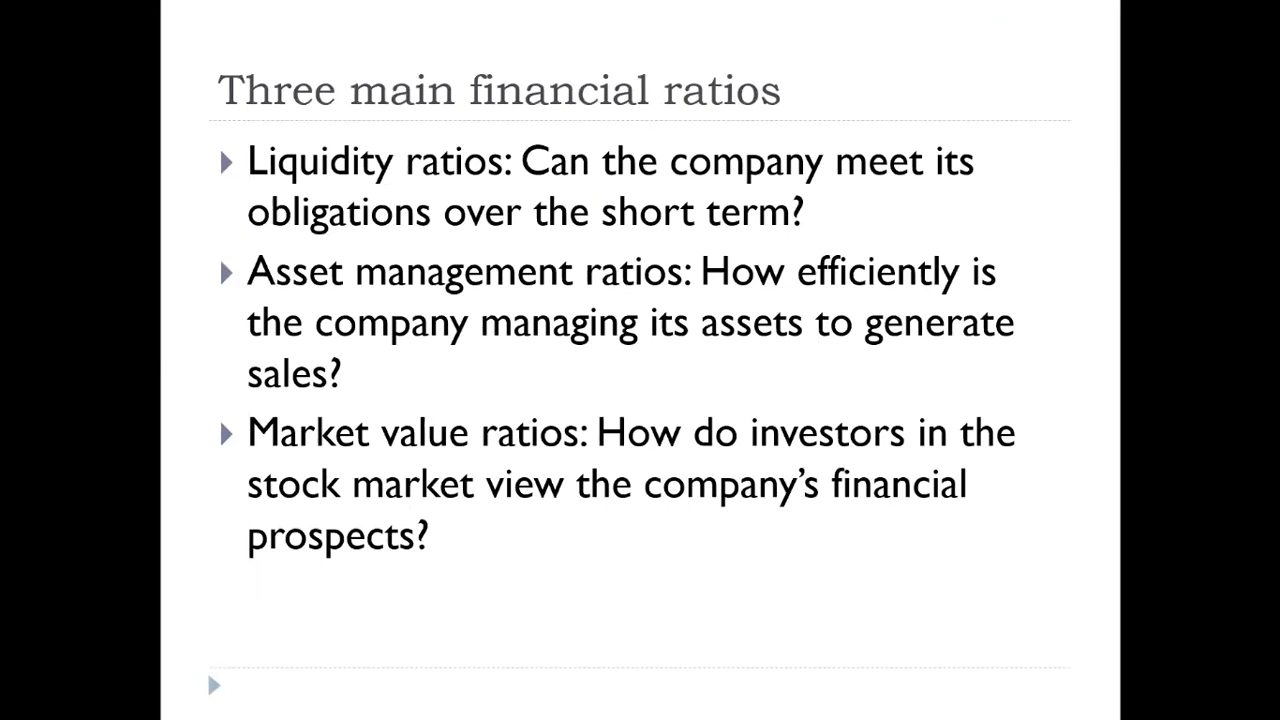 Three main financial ratios
Liquidity ratios: Can the company meet its
obligations over the short term?
Asset management ratios: How efficiently is
the company managing its assets to generate
sales?
Market value ratios: How do investors in the
stock market view the company’s financial
prospects?